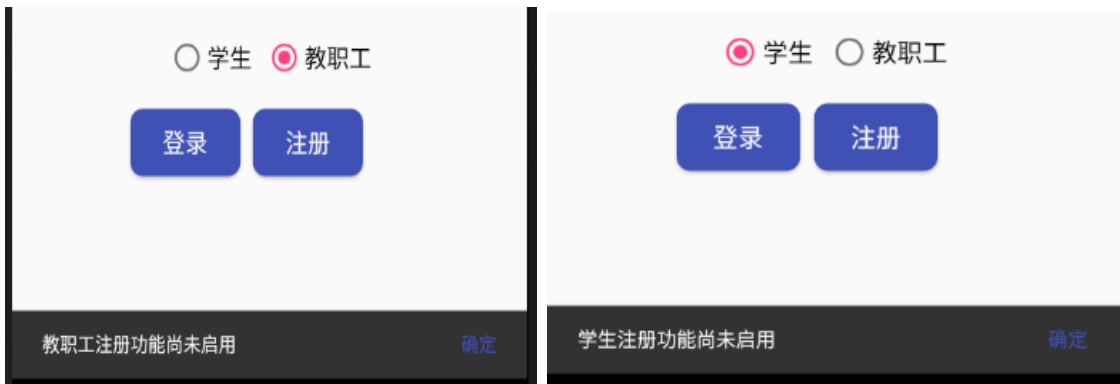 学生 教职工
登录 注册
教职工注册功能尚未启用 确定
学生 教职工
登录 注册
学生注册功能尚未启用 确定